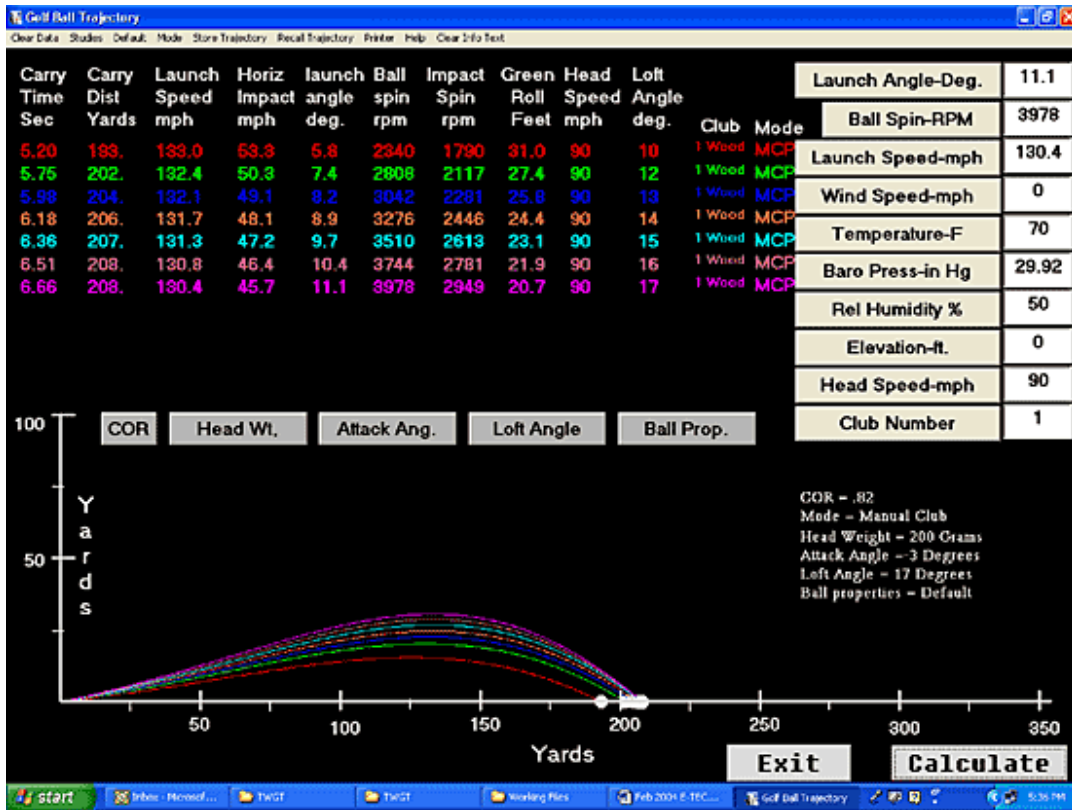 Golf Ball Trajectory
Clear Data Studies Default Mode Store Trajectory Recall Trajectory Printer Help Clear Info Text
Carry Carry Launch Horiz launch Ball Impact Green Head Loft
Time Dist Speed Impact angle spin Spin Roll Speed Angle
Sec Yards mph mph deg. rpm rpm Feet mph deg. Club Mode
5.20 193. 133.0 53.3 5.8 2340 1790 31.0 90 10 1 Wood MCP
5.75 202. 132.4 50.3 7.4 2808 2117 27.4 90 12 1 Wood MCP
5.98 204. 132.1 49.1 8.2 3042 2281 25.8 90 13 1 Wood MCP
6.18 206. 131.7 48.1 8.9 3276 2446 24.4 90 14 1 Wood MCP
6.36 207. 131.3 47.2 9.7 3510 2613 23.1 90 15 1 Wood MCP
6.51 208. 130.8 46.4 10.4 3744 2781 21.9 90 16 1 Wood MCP
6.66 208. 130.4 45.7 11.1 3978 2949 20.7 90 17 1 Wood MCP
Launch Angle-Deg. 11.1
Ball Spin-RPM 3978
Launch Speed-mph 130.4
Wind Speed-mph 0
Temperature-F 70
Baro Press-in Hg 29.92
Rel Humidity % 50
Elevation-ft. 0
Head Speed-mph 90
Club Number 1
COR Head Wt, Attack Ang. Loft Angle Ball Prop.
COR = .82
Mode = Manual Club
Head Weight = 200 Grams
Attack Angle =-3 Degrees
Loft Angle = 17 Degrees
Ball properties = Default
100
50
Yards
50 100 150 200 250 300 350
Yards
Exit Calculate
start Inbox - Microsof... TWGT TWGT Working Files Feb 2004 E-TEC... Golf Ball Trajectory 5:36 PM